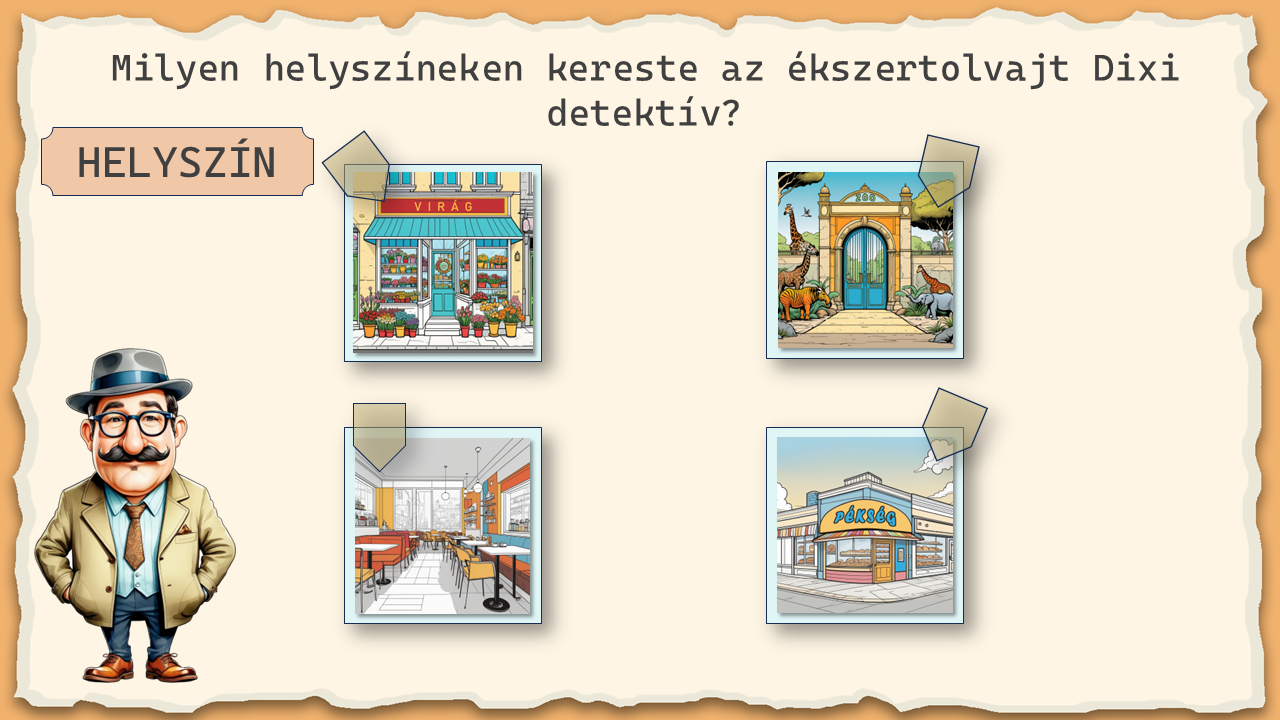 Milyen helyszíneken kereste az ékszertolvajt Dixi
detektív?
HELYSZÍN
VIRÁG
ZOO
PÉKSÉG